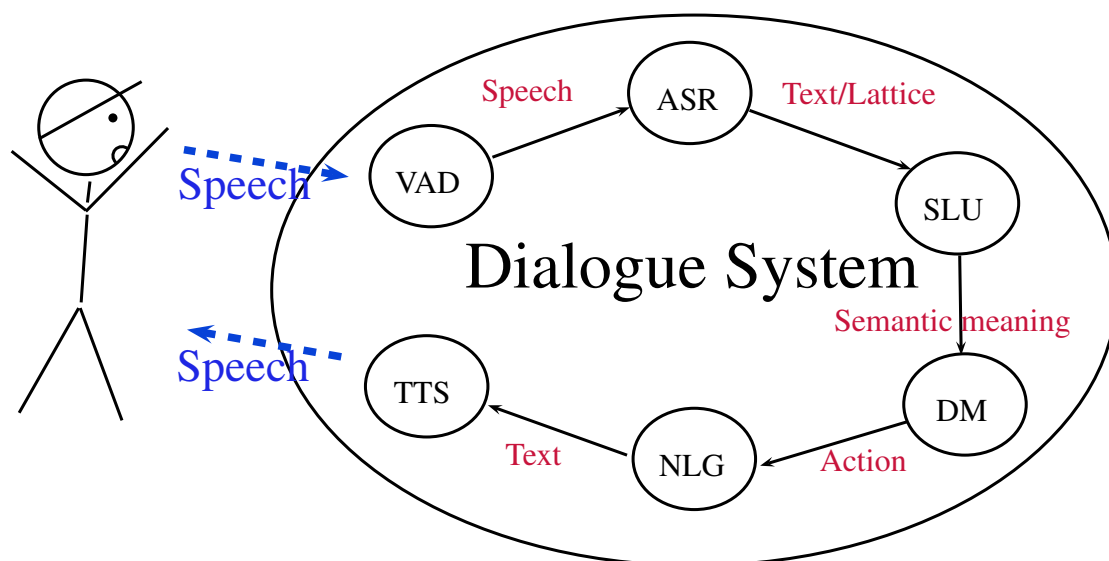 Speech
ASR
Text/Lattice
VAD
Speech
SLU
Dialogue System
Semantic meaning
Speech
TTS
DM
Text
NLG
Action